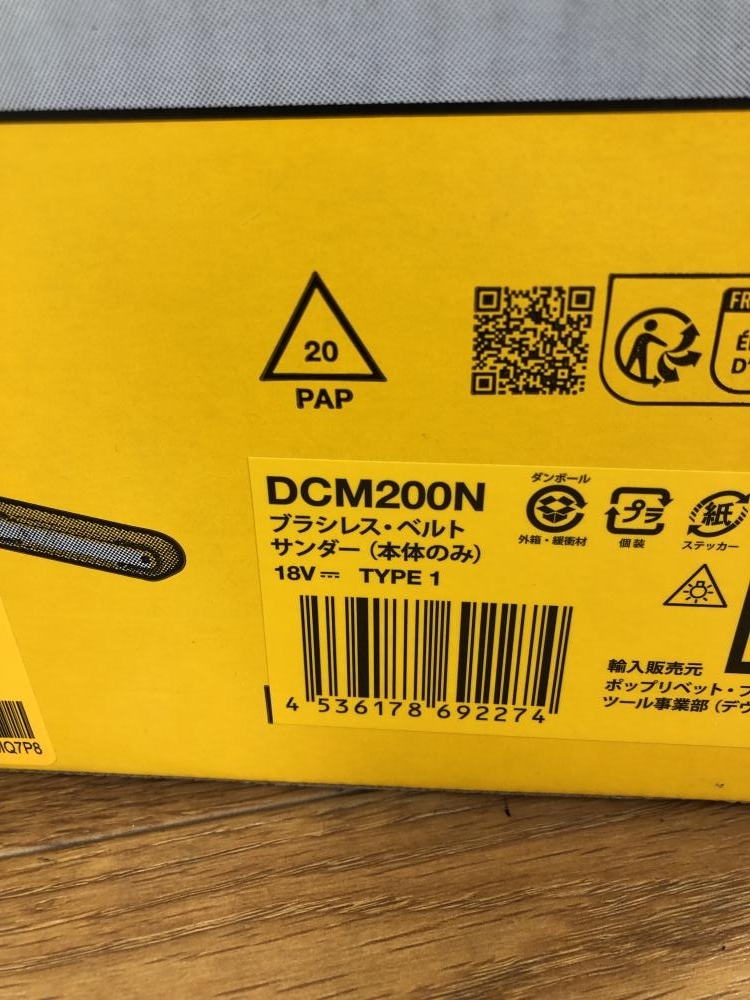 20
PAP
FR
DCM200N
ブラシレス・ベルト
サンダー (本体のみ)
18V TYPE 1
4 536178 692274
ダンボール
外箱・緩衝材
プラ
個装
紙
ステッカー
輸入販売元
ポップリベット・フ
ツール事業部 (デウ
MQ7P8